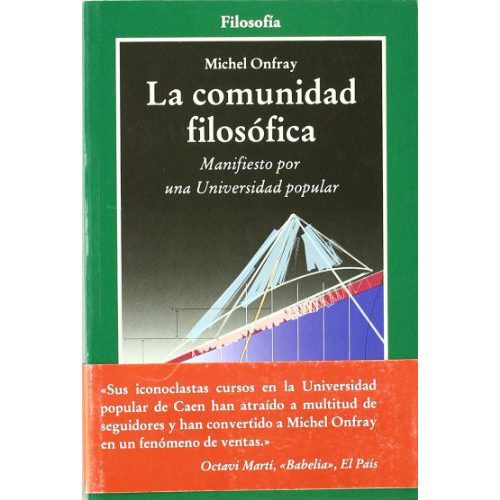 Filosofía
Michel Onfray
La comunidad
filosófica
Manifiesto por
una Universidad popular
«Sus iconoclastas cursos en la Universidad
popular de Caen han atraído a multitud de
seguidores y han convertido a Michel Onfray
en un fenómeno de ventas.»
Octavi Martí, «Babelia», El País